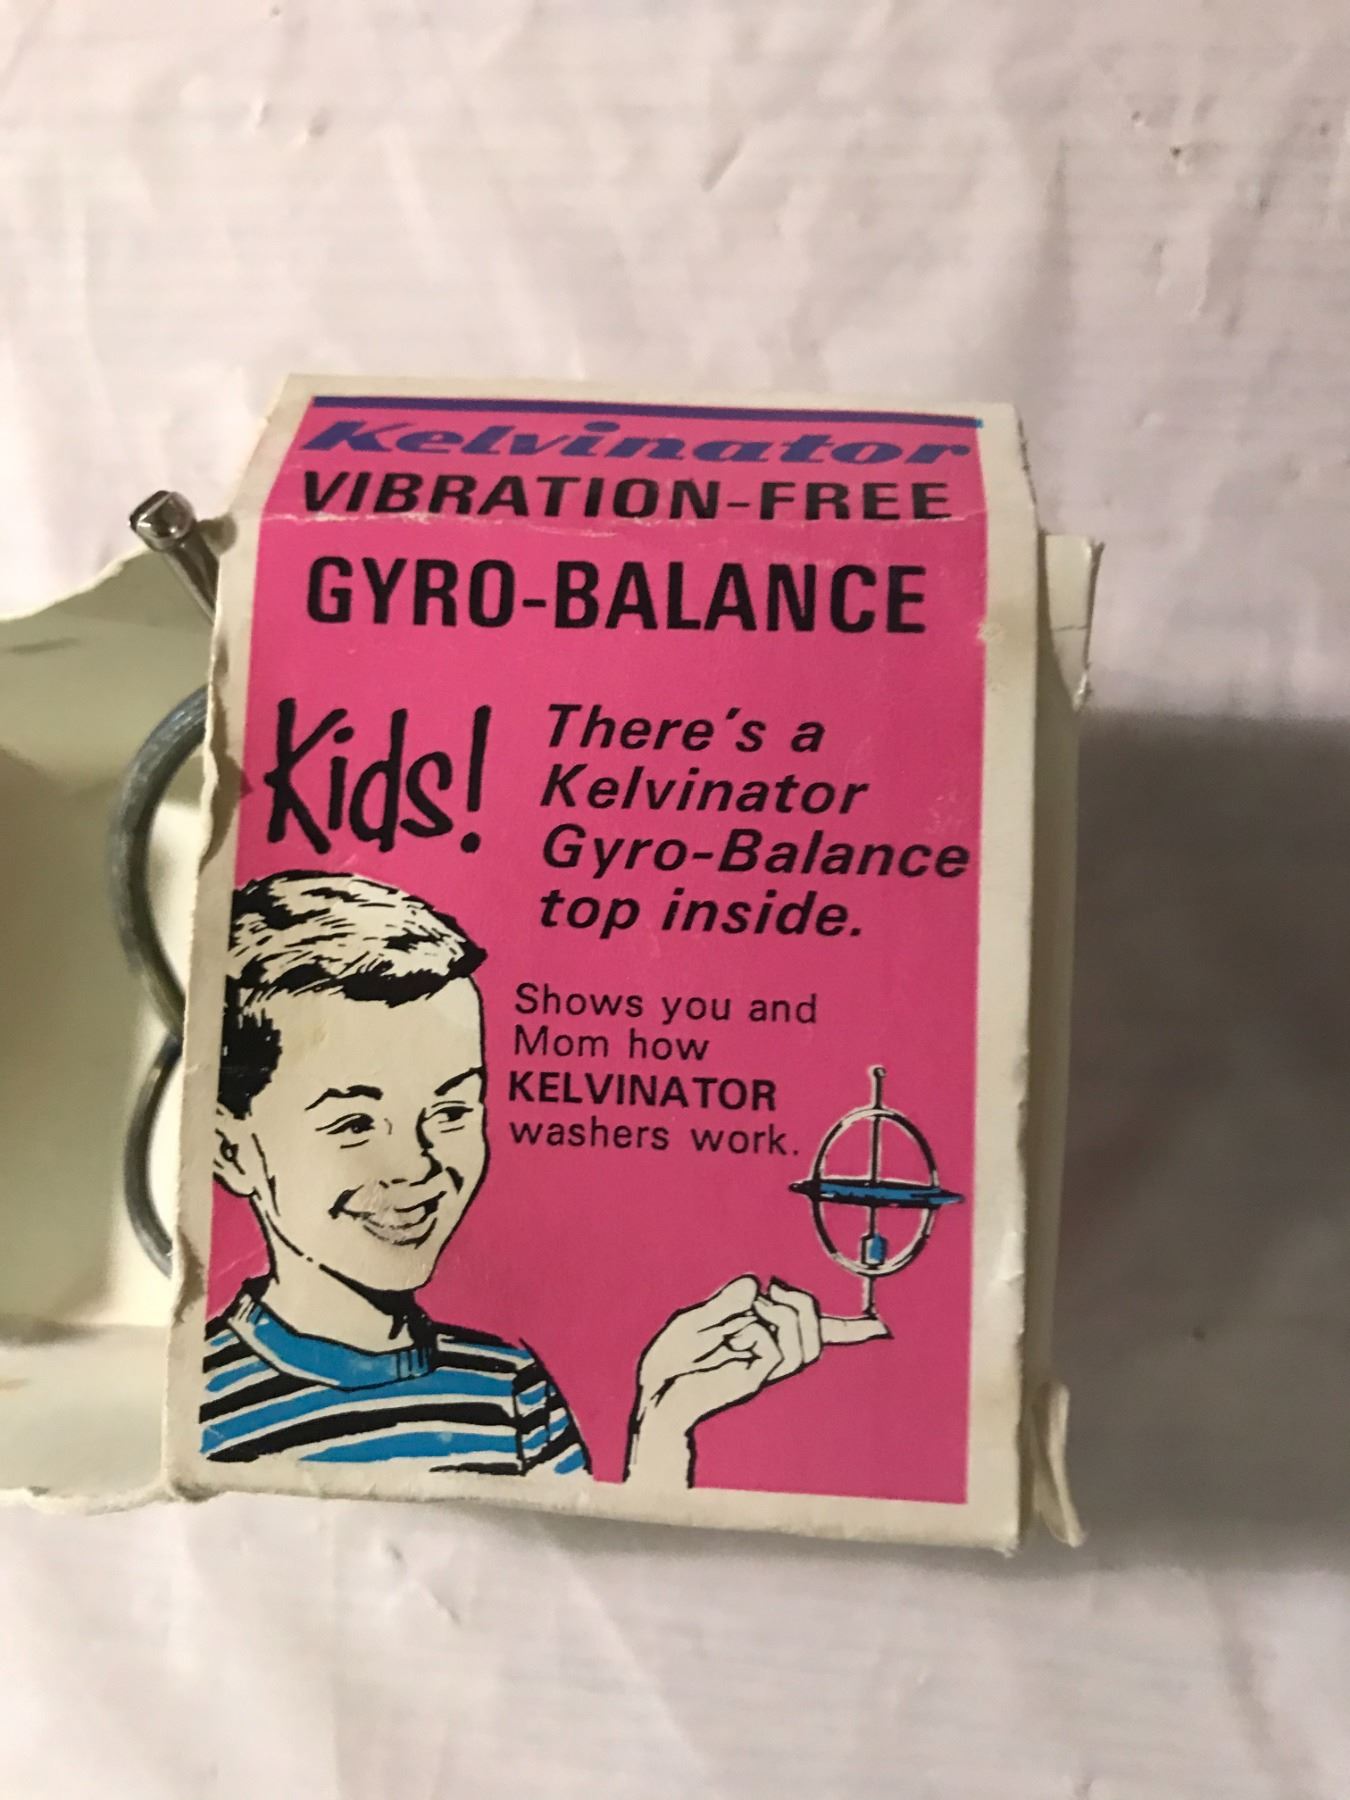 Kelvinator
VIBRATION-FREE
GYRO-BALANCE
Kids!
There's a
Kelvinator
Gyro-Balance
top inside.
Shows you and
Mom how
KELVINATOR
washers work.